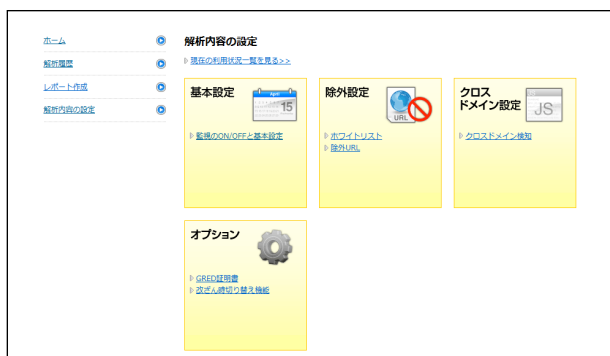 ホーム
解析履歴
レポート作成
解析内容の設定
解析内容の設定
現在の利用状況一覧を見る>>
基本設定
April
15
監視のON/OFFと基本設定
除外設定
URL
ホワイトリスト
除外URL
クロス
ドメイン設定
JS
クロスドメイン検知
オプション
GRED証明書
改ざん時切り替え機能